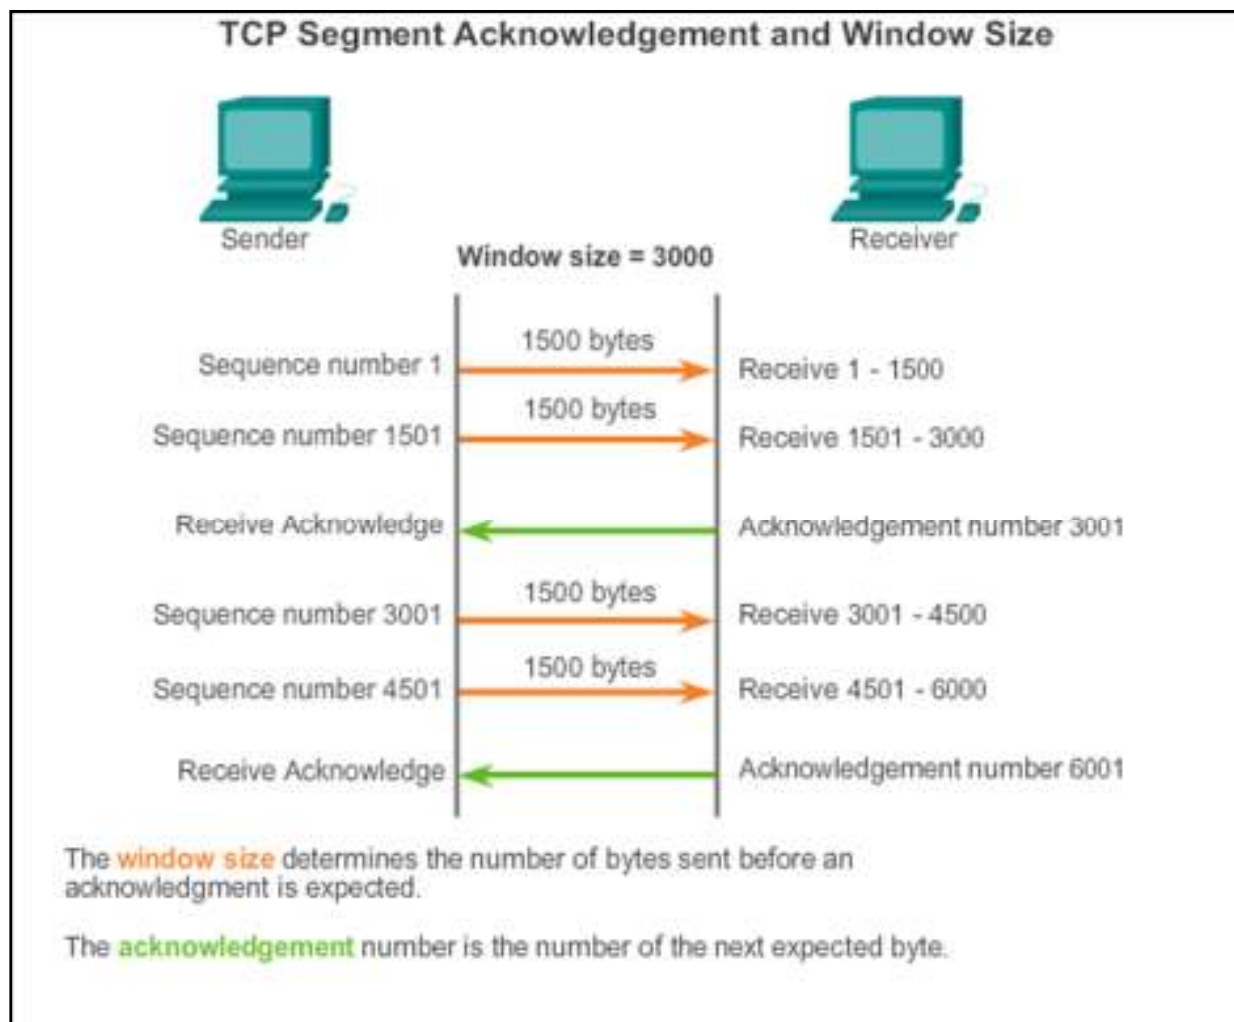 TCP Segment Acknowledgement and Window Size
Sender
Receiver
Window size = 3000
Sequence number 1
1500 bytes
Receive 1 - 1500
Sequence number 1501
1500 bytes
Receive 1501 - 3000
Receive Acknowledge
Acknowledgement number 3001
Sequence number 3001
1500 bytes
Receive 3001 - 4500
Sequence number 4501
1500 bytes
Receive 4501 - 6000
Receive Acknowledge
Acknowledgement number 6001
The window size determines the number of bytes sent before an
acknowledgment is expected.
The acknowledgement number is the number of the next expected byte.